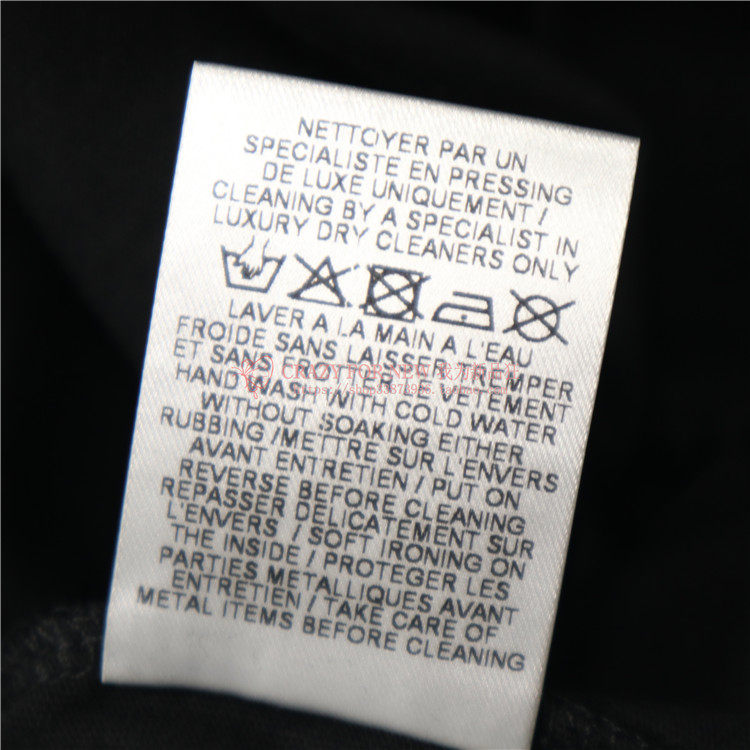 NETTOYER PAR UN
SPECIALISTE EN PRESSING
DE LUXE UNIQUEMENT /
CLEANING BY A SPECIALIST IN
LUXURY DRY CLEANERS ONLY
LAVER A LA MAIN A L'EAU
FROIDE SANS LAISSER TREMPER
ET SANS FROTTER LE VETEMENT
CRAZY FOR NEW
HAND WASH WITH COLD WATER
WITHOUT SOAKING EITHER
RUBBING /METTRE SUR L'ENVERS
AVANT ENTRETIEN / PUT ON
REVERSE BEFORE CLEANING
REPASSER DELICATEMENT SUR
L'ENVERS / SOFT IRONING ON
THE INSIDE / PROTEGER LES
PARTIES METALLIQUES AVANT
ENTRETIEN / TAKE CARE OF
METAL ITEMS BEFORE CLEANING